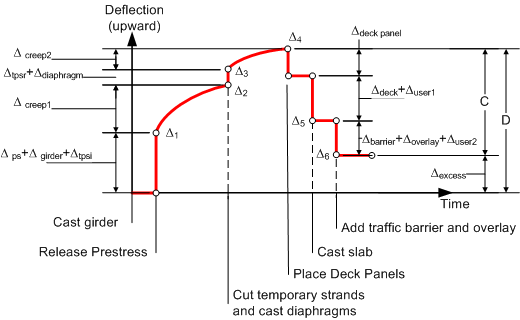 Deflection
(upward)
Δ4
Δdeck panel
Δ creep2
Δtpsr+Δdiaphragm
Δ3
Δ2
Δ creep1
Δdeck+Δuser1
C
D
Δ1
Δ5
Δbarrier+Δoverlay+Δuser2
Δ ps+Δ girder+Δtpsi
Δ6
Δexcess
Time
Cast girder
Add traffic barrier and overlay
Release Prestress
Cast slab
Place Deck Panels
Cut temporary strands
and cast diaphragms